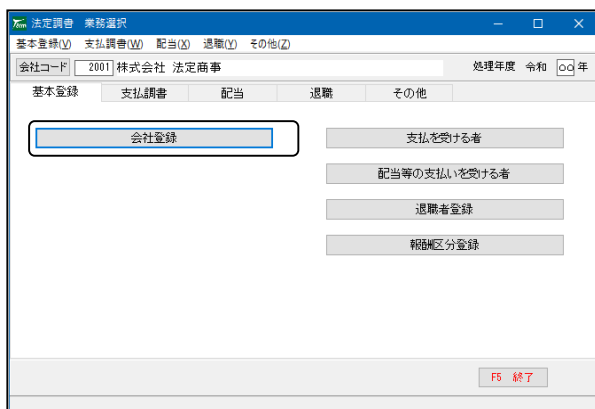 法定調書 業務選択
基本登録(V) 支払調書(W) 配当(X) 退職(Y) その他(Z)
会社コード 2001 株式会社 法定商事 処理年度 令和 ○○ 年
基本登録 支払調書 配当 退職 その他
会社登録 支払を受ける者
配当等の支払いを受ける者
退職者登録
報酬区分登録
F5 終了